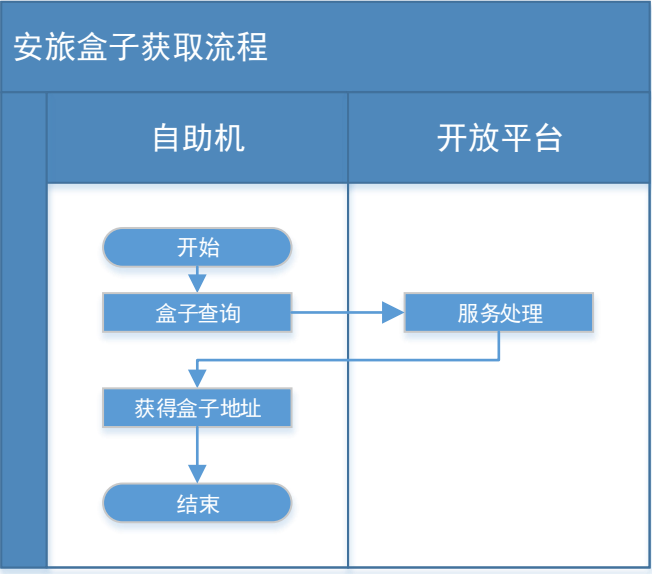 安旅盒子获取流程
自助机
开放平台
开始
盒子查询
服务处理
获得盒子地址
结束